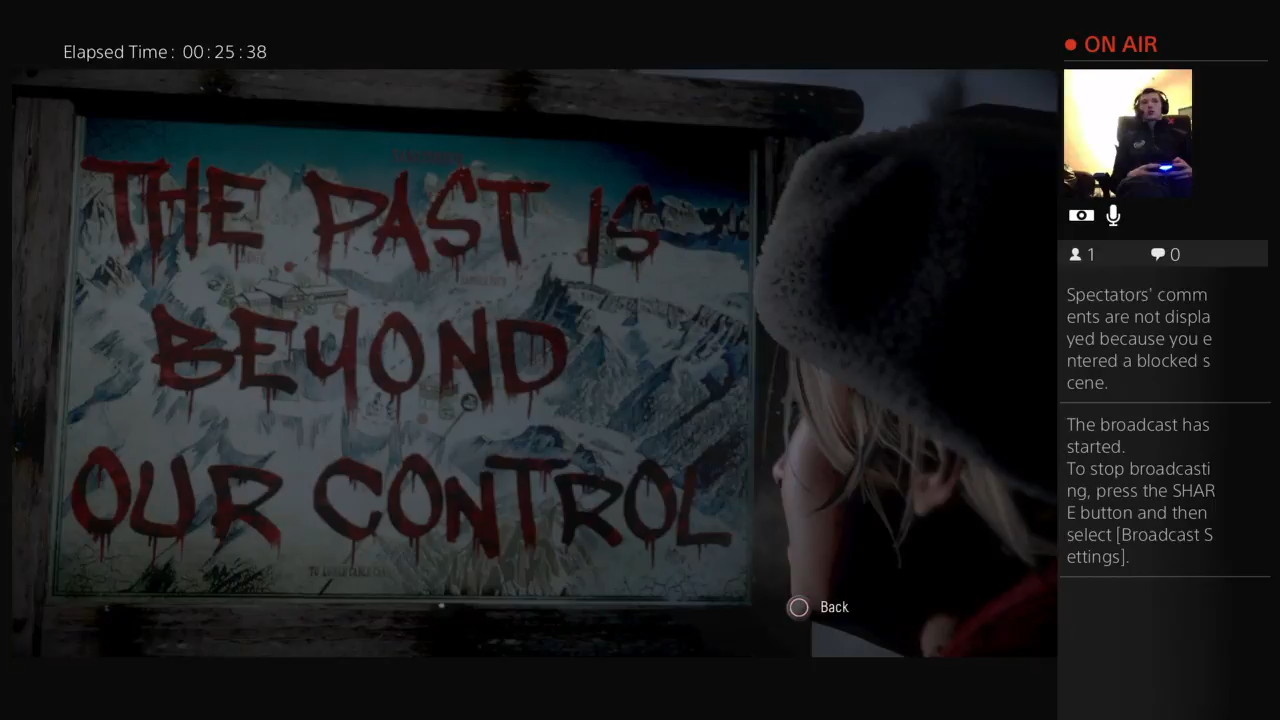 Elapsed Time: 00:25:38
ON AIR
THE PAST IS
BEYOND
OUR CONTROL
Back
1
0
Spectators' comm
ents are not displa
yed because you e
ntered a blocked s
cene.
The broadcast has
started.
To stop broadcasti
ng, press the SHAR
E button and then
select [Broadcast S
ettings].